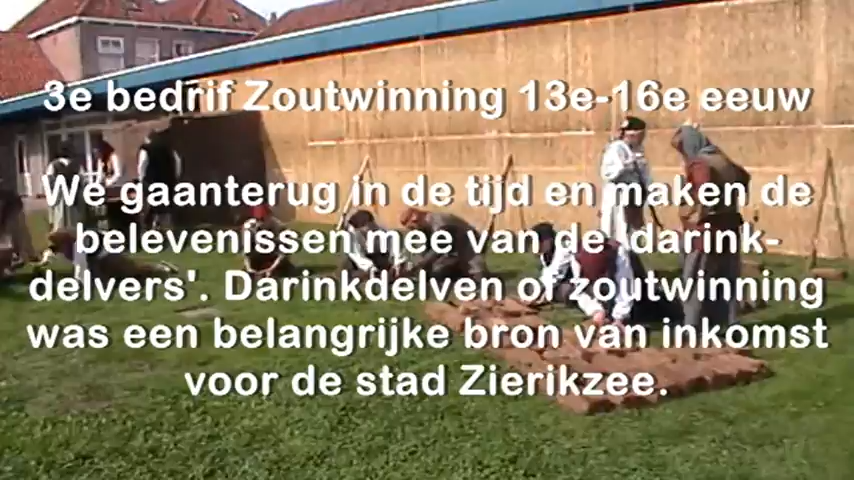 3e bedrif Zoutwinning 13e-16e eeuw
We gaanterug in de tijd en maken de
belevenissen mee van de 'darink-
delvers'. Darinkdelven of zoutwinning
was een belangrijke bron van inkomst
voor de stad Zierikzee.